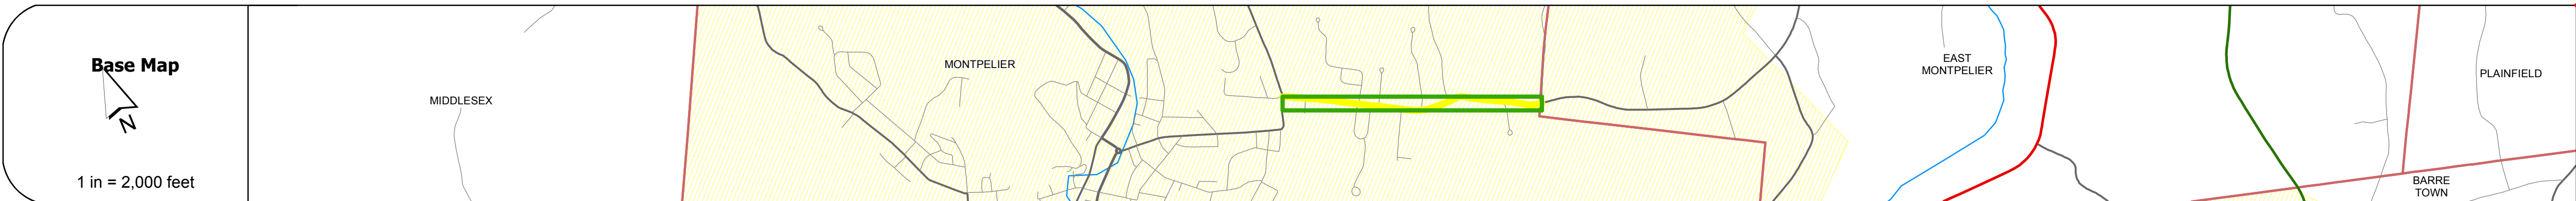 Base Map
N
1 in = 2,000 feet
MIDDLESEX
MONTPELIER
EAST
MONTPELIER
PLAINFIELD
BARRE
TOWN